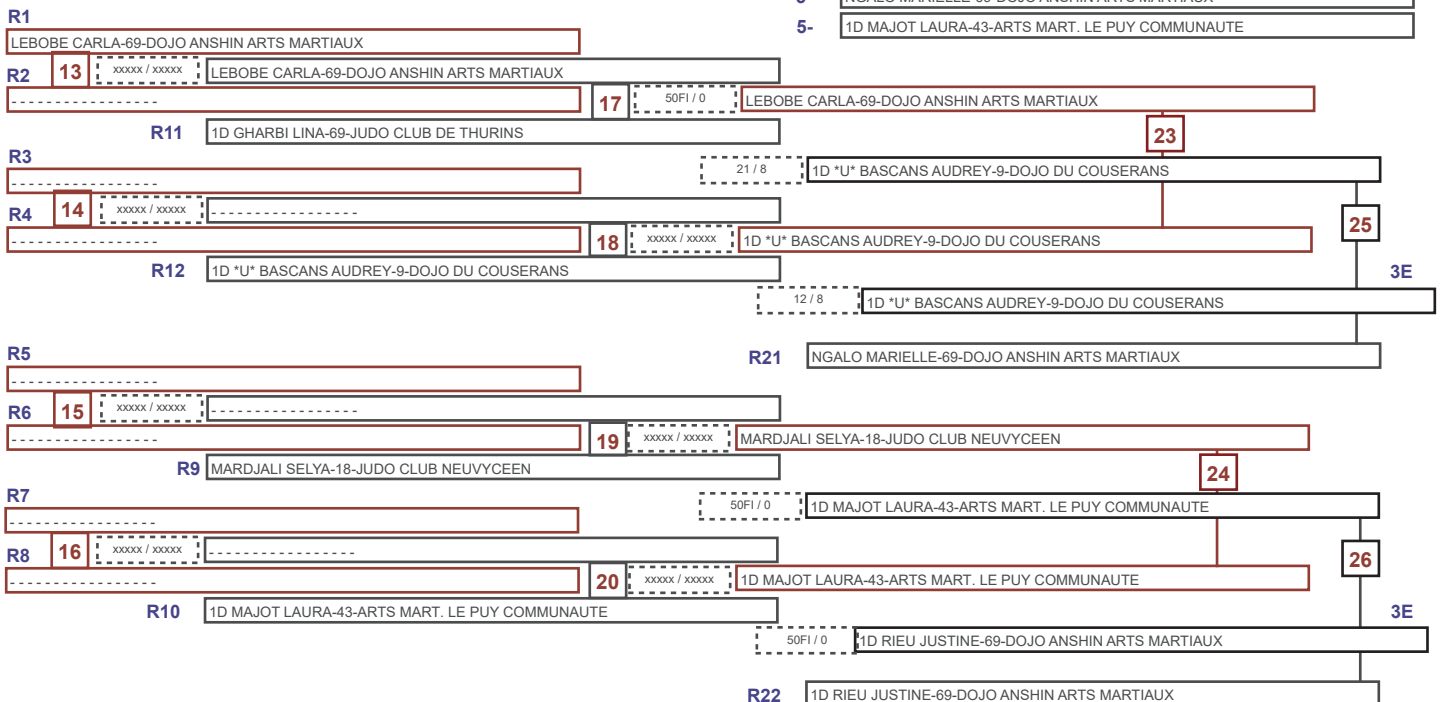 5- 1D MAJOT LAURA-43-ARTS MART. LE PUY COMMUNAUTE
R1
LEBOBE CARLA-69-DOJO ANSHIN ARTS MARTIAUX
R2 13 xxxxx / xxxxx LEBOBE CARLA-69-DOJO ANSHIN ARTS MARTIAUX
- - - - - - - - - - - - - - - - - 17 50FI / 0 LEBOBE CARLA-69-DOJO ANSHIN ARTS MARTIAUX
R11 1D GHARBI LINA-69-JUDO CLUB DE THURINS 23
R3
21 / 8 1D *U* BASCANS AUDREY-9-DOJO DU COUSERANS
- - - - - - - - - - - - - - - - -
R4 14 xxxxx / xxxxx - - - - - - - - - - - - - - - - -
25
- - - - - - - - - - - - - - - - - 18 xxxxx / xxxxx 1D *U* BASCANS AUDREY-9-DOJO DU COUSERANS
R12 1D *U* BASCANS AUDREY-9-DOJO DU COUSERANS 3E
12 / 8 1D *U* BASCANS AUDREY-9-DOJO DU COUSERANS
R5
R21 NGALO MARIELLE-69-DOJO ANSHIN ARTS MARTIAUX
- - - - - - - - - - - - - - - - -
R6 15 xxxxx / xxxxx - - - - - - - - - - - - - - - - -
- - - - - - - - - - - - - - - - - 19 xxxxx / xxxxx MARDJALI SELYA-18-JUDO CLUB NEUVYCEEN
R9 MARDJALI SELYA-18-JUDO CLUB NEUVYCEEN 24
R7
50FI / 0 1D MAJOT LAURA-43-ARTS MART. LE PUY COMMUNAUTE
- - - - - - - - - - - - - - - - -
R8 16 xxxxx / xxxxx - - - - - - - - - - - - - - - - -
26
- - - - - - - - - - - - - - - - - 20 xxxxx / xxxxx 1D MAJOT LAURA-43-ARTS MART. LE PUY COMMUNAUTE
R10 1D MAJOT LAURA-43-ARTS MART. LE PUY COMMUNAUTE 3E
50FI / 0 1D RIEU JUSTINE-69-DOJO ANSHIN ARTS MARTIAUX
R22 1D RIEU JUSTINE-69-DOJO ANSHIN ARTS MARTIAUX